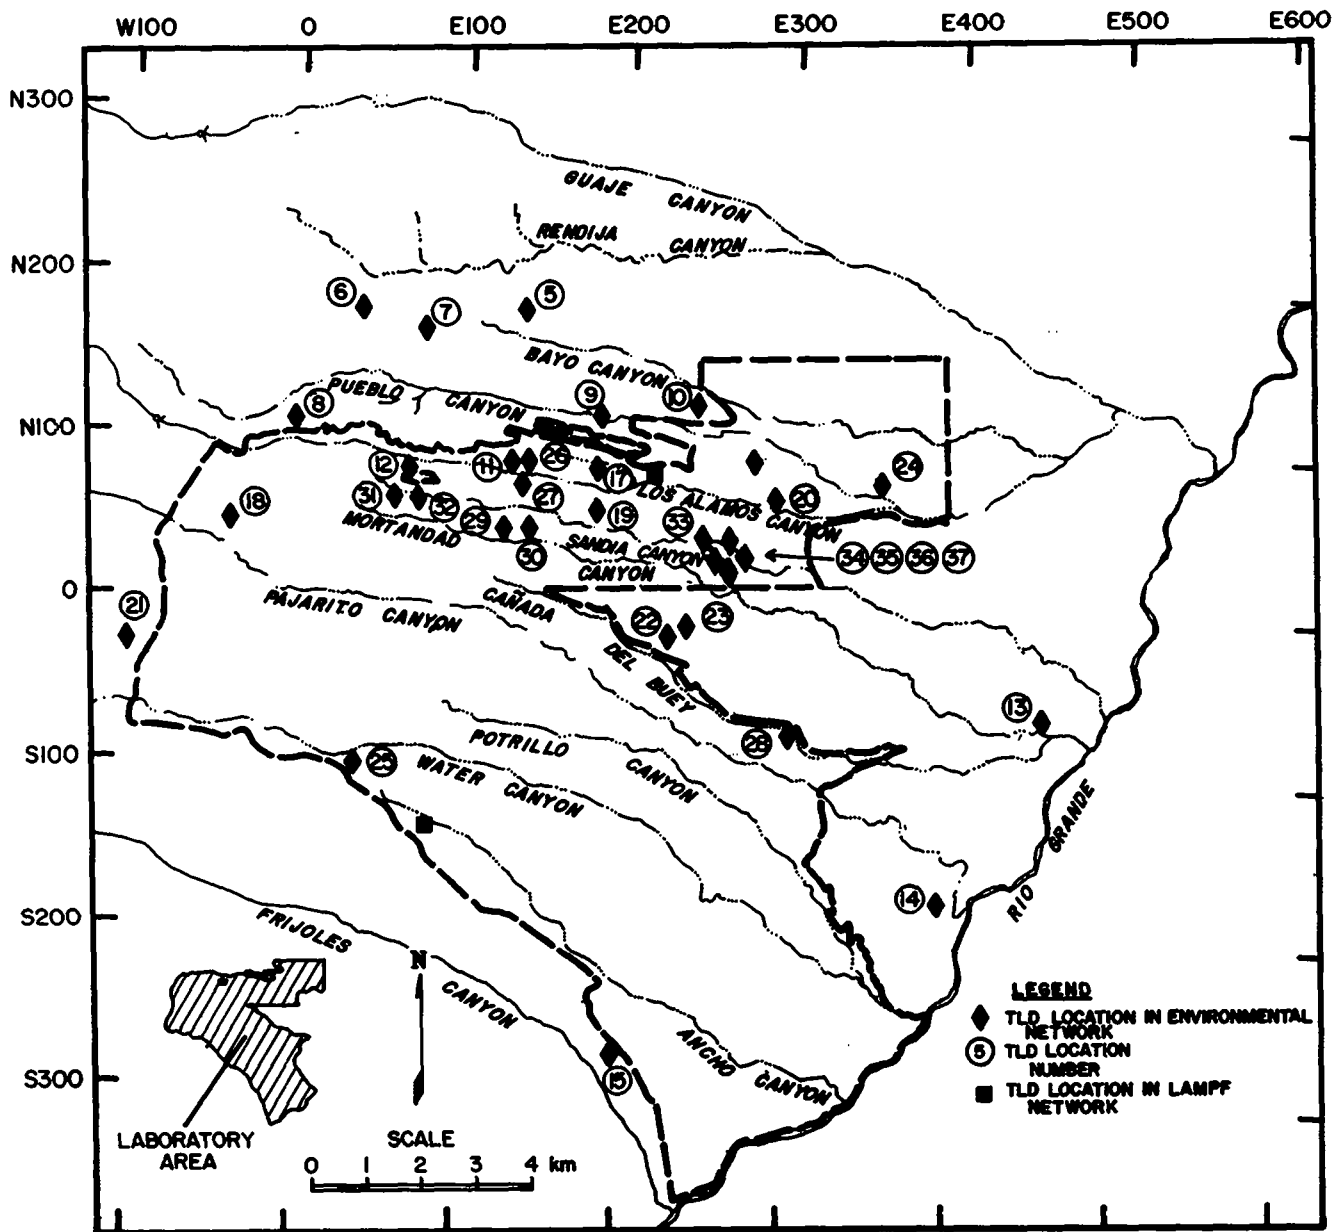 W100 0 E100 E200 E300 E400 E500 E600
N300
GUAJE CANYON
RENDIJA CANYON
N200
6 7 5
BAYO CANYON
PUEBLO CANYON
8 9 10
N100
12 11 26 17 24
31 32 27 LOS ALAMOS CANYON 20
18 29 19 33
MORTANDAD
30 SANDIA CANYON 34 35 36 37
CANYON
0
21 PAJARITO CANYON
CAÑADA DEL BUEY
22 23
13
28
S100
POTRILLO CANYON
25 WATER CANYON
RIO GRANDE
14
S200
FRIJOLES CANYON
N
ANCHO CANYON
15
S300
LEGEND
TLD LOCATION IN ENVIRONMENTAL
NETWORK
5 TLD LOCATION
NUMBER
TLD LOCATION IN LAMPF
NETWORK
LABORATORY
AREA
SCALE
0 1 2 3 4 km